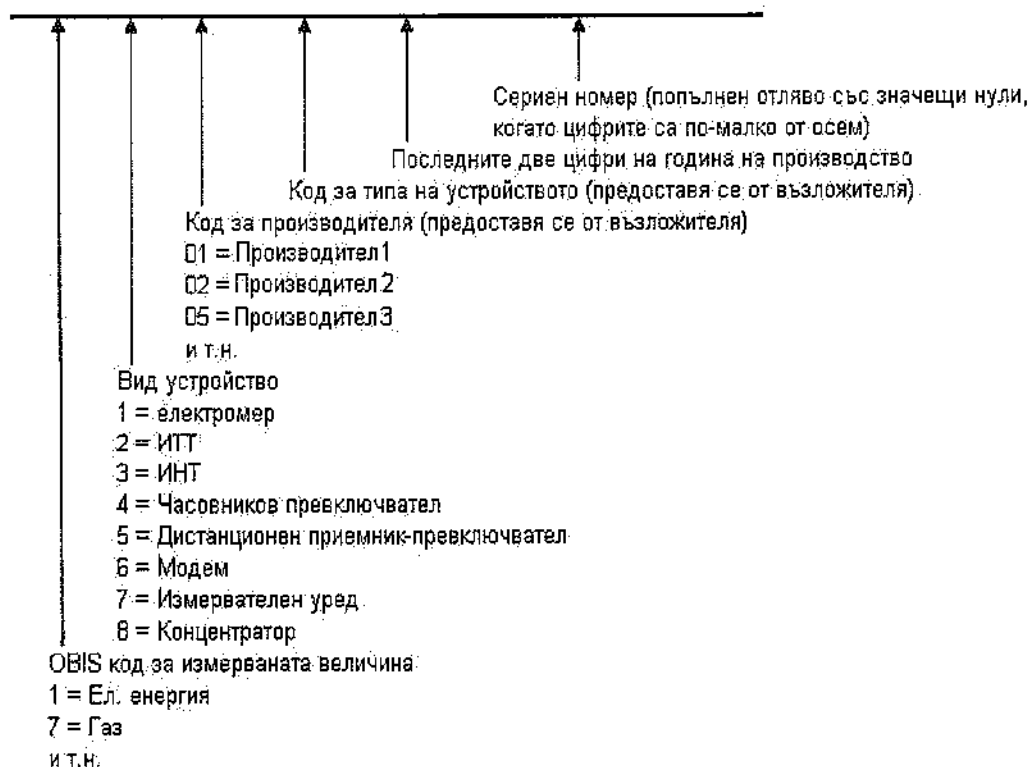 Сериен номер (попълнен отляво със значещи нули,
когато цифрите са по-малко от осем)
Последните две цифри на година на производство
Код за типа на устройството (предоставя се от възложителя)
Код за производителя (предоставя се от възложителя)
01 = Производител1
02 = Производител2
05 = Производител3
и т.н.
Вид устройство
1 = електромер
2 = ИТТ
3 = ИНТ
4 = Часовников превключвател
5 = Дистанционен приемник-превключвател
6 = Модем
7 = Измервателен уред
8 = Концентратор
OBIS код за измерваната величина
1 = Ел. енергия
7 = Газ
и т.н.